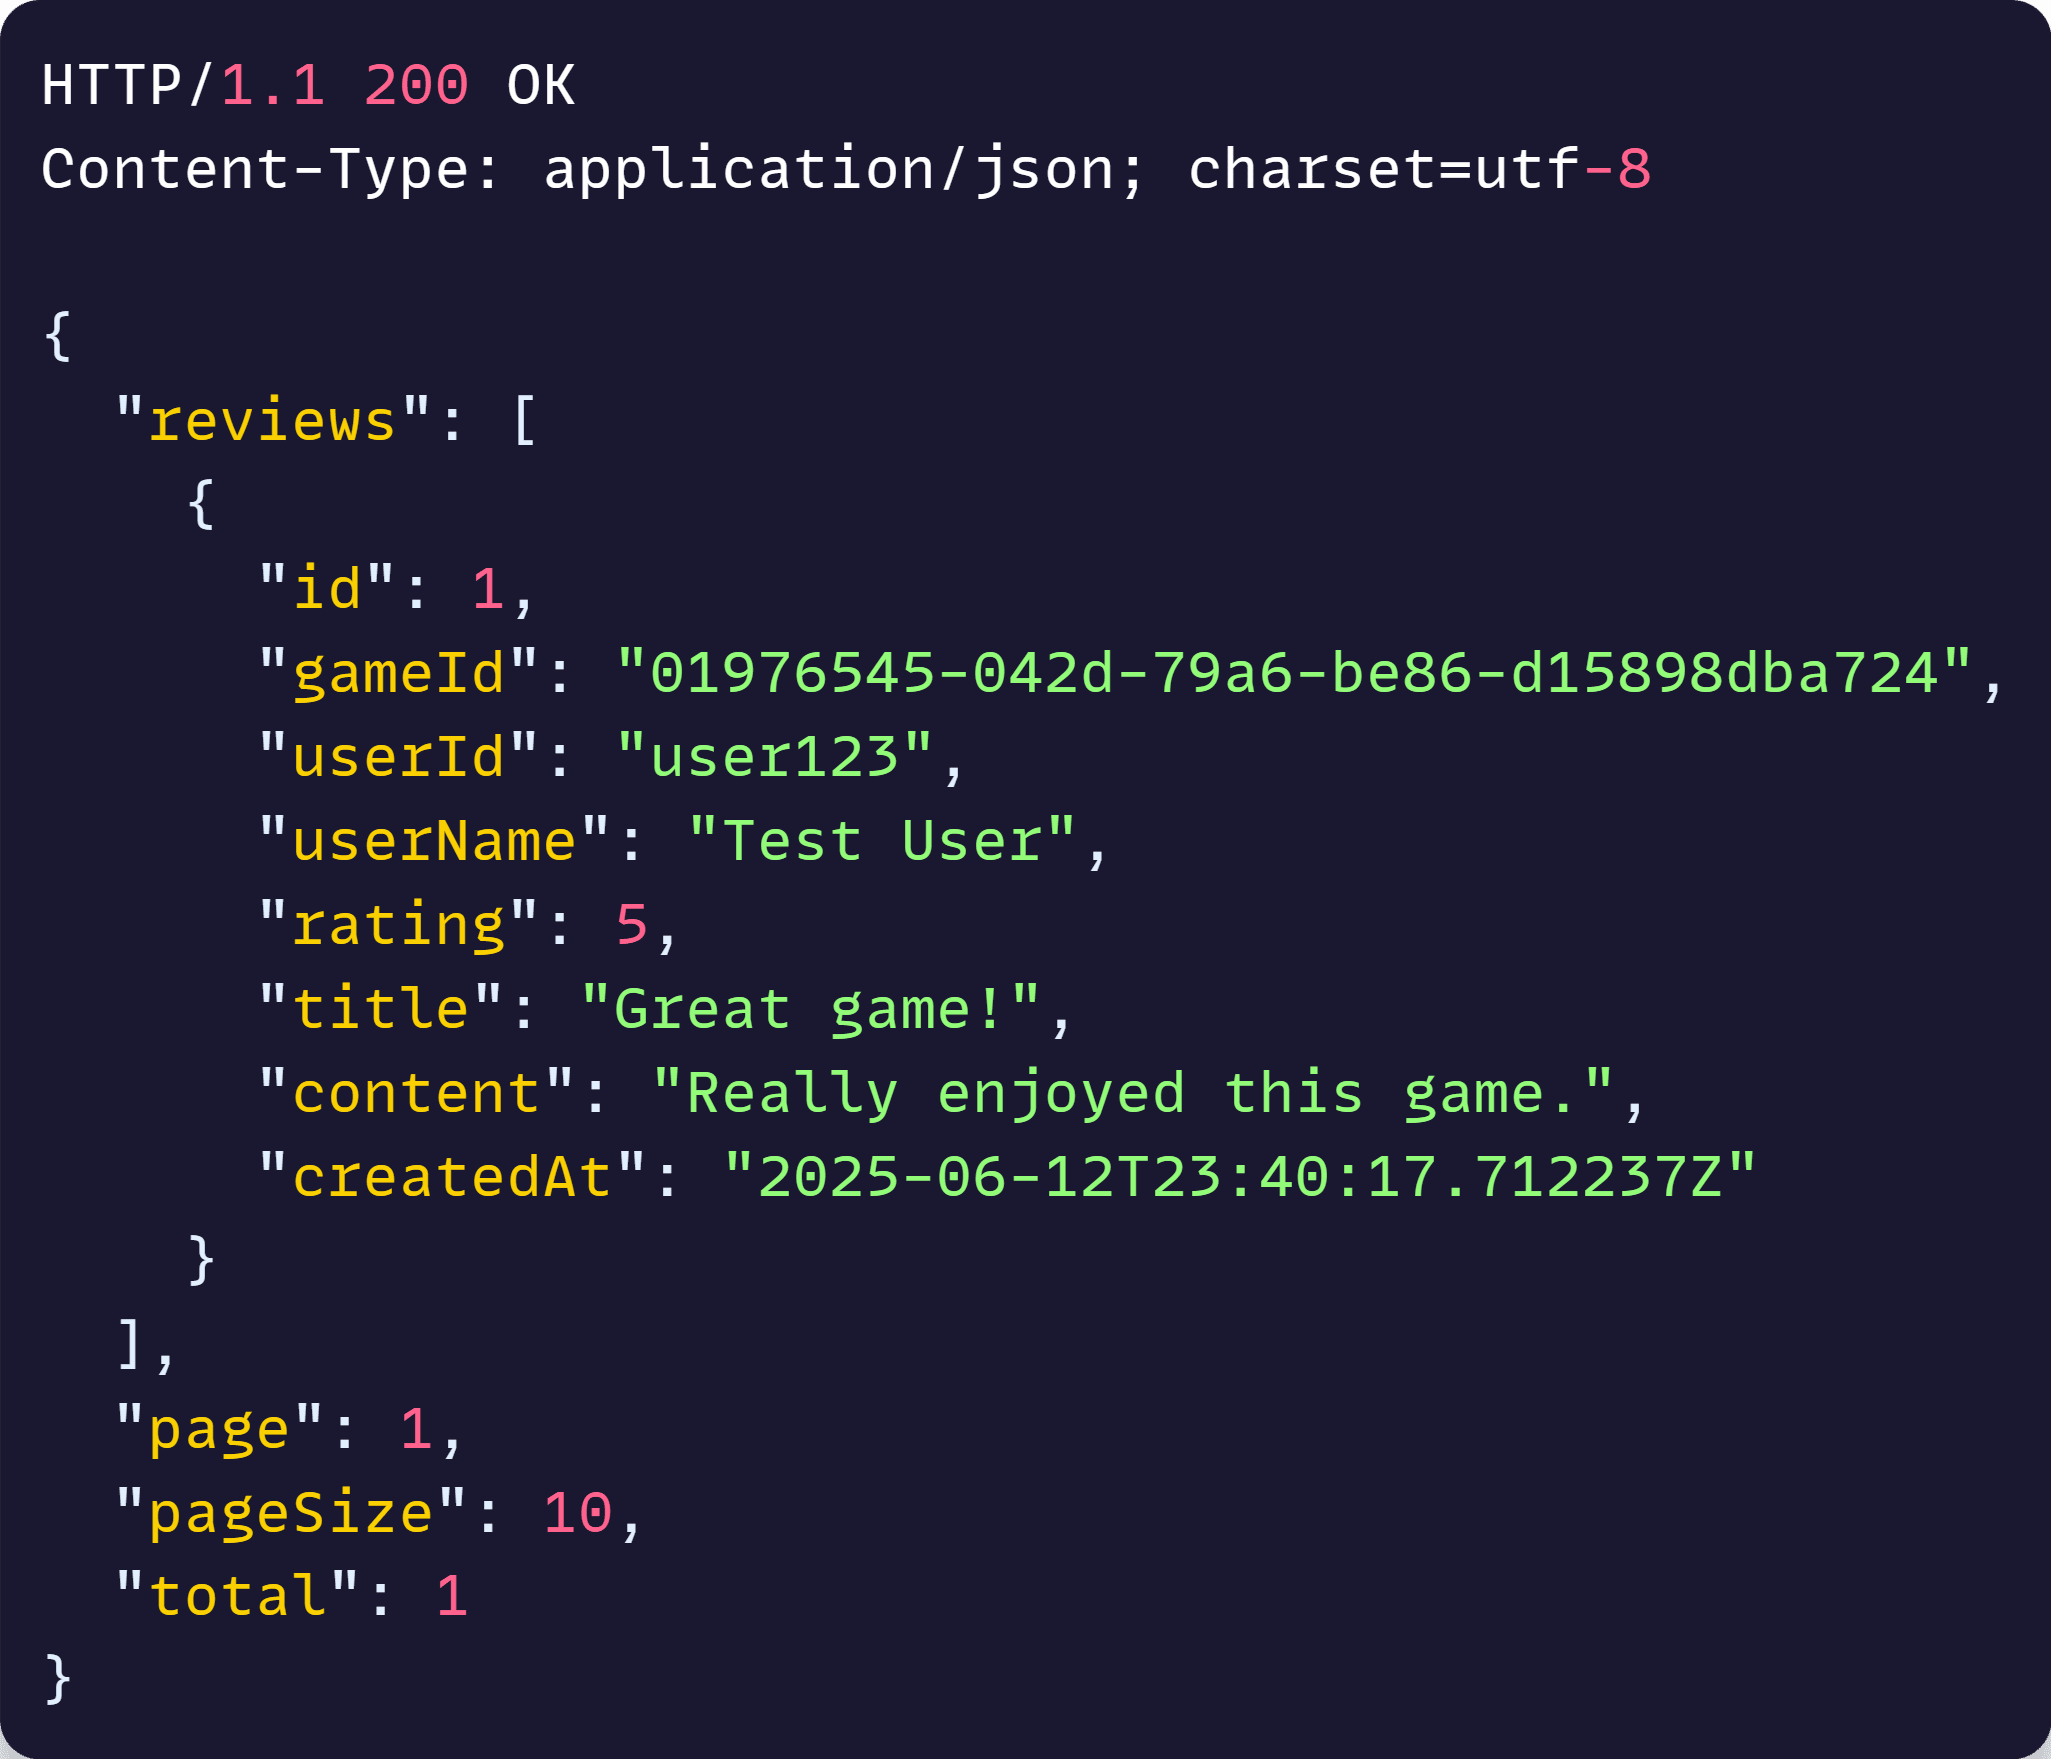 HTTP/1.1 200 OK
Content-Type: application/json; charset=utf-8

{
  "reviews": [
    {
      "id": 1,
      "gameId": "01976545-042d-79a6-be86-d15898dba724",
      "userId": "user123",
      "userName": "Test User",
      "rating": 5,
      "title": "Great game!",
      "content": "Really enjoyed this game.",
      "createdAt": "2025-06-12T23:40:17.712237Z"
    }
  ],
  "page": 1,
  "pageSize": 10,
  "total": 1
}